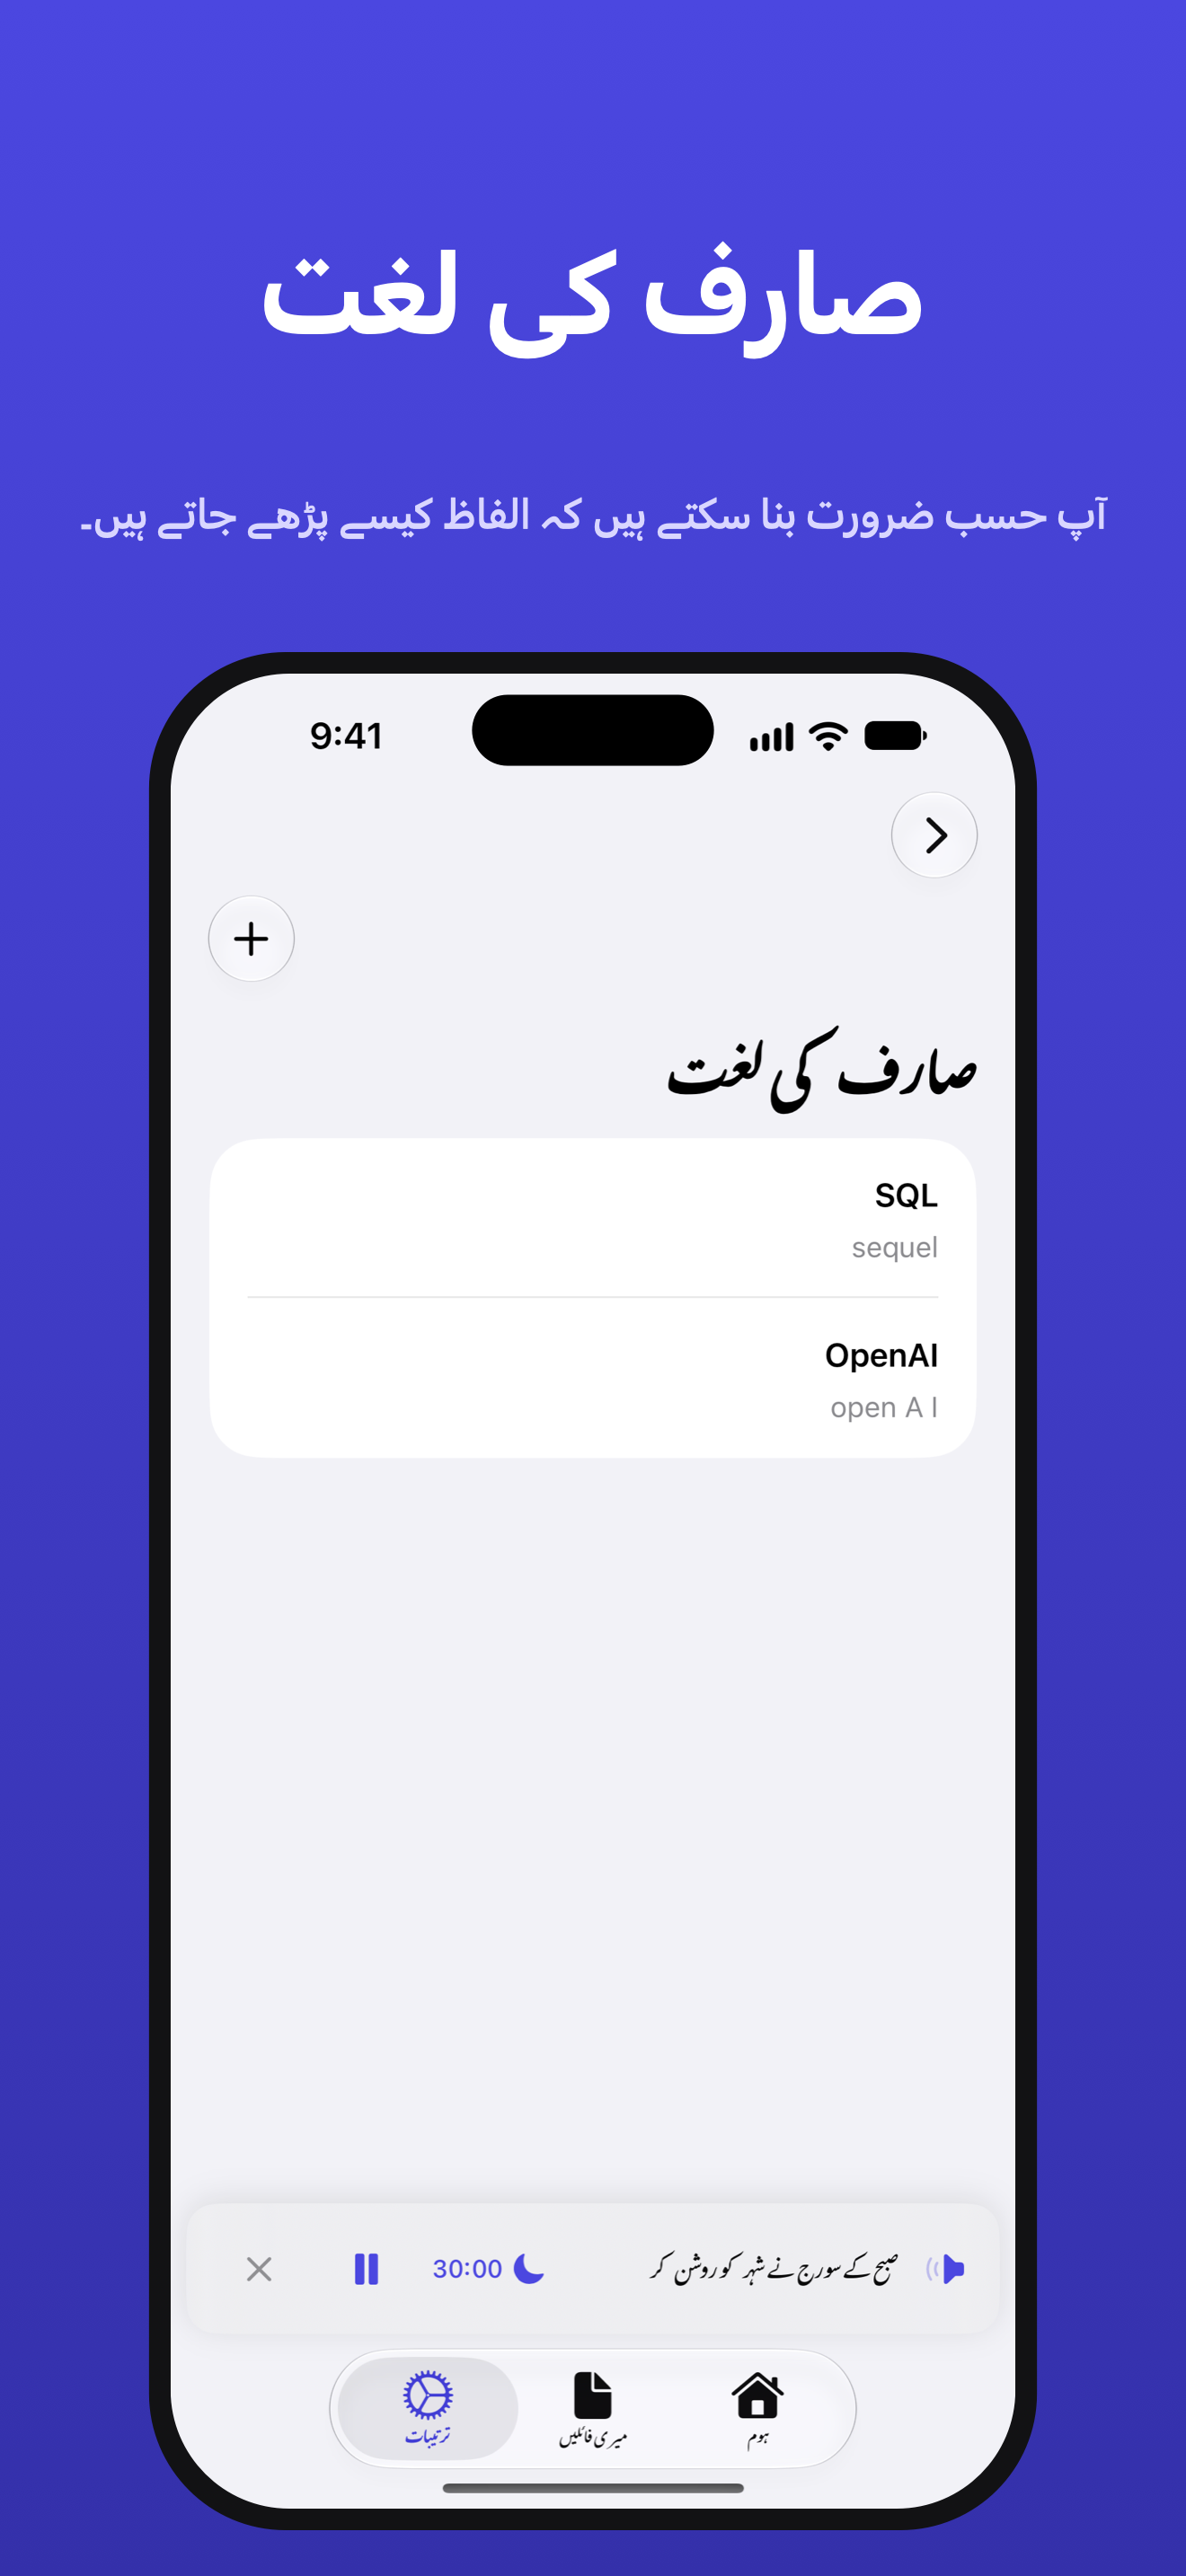 صارف کی لغت
آپ حسب ضرورت بنا سکتے ہیں کہ الفاظ کیسے پڑھے جاتے ہیں۔
9:41
صارف کی لغت
SQL
sequel
OpenAI
open A I
صبح کے سورج نے شہر کو روشن کر
30:00
ہوم
میری فائلیں
ترتیبات